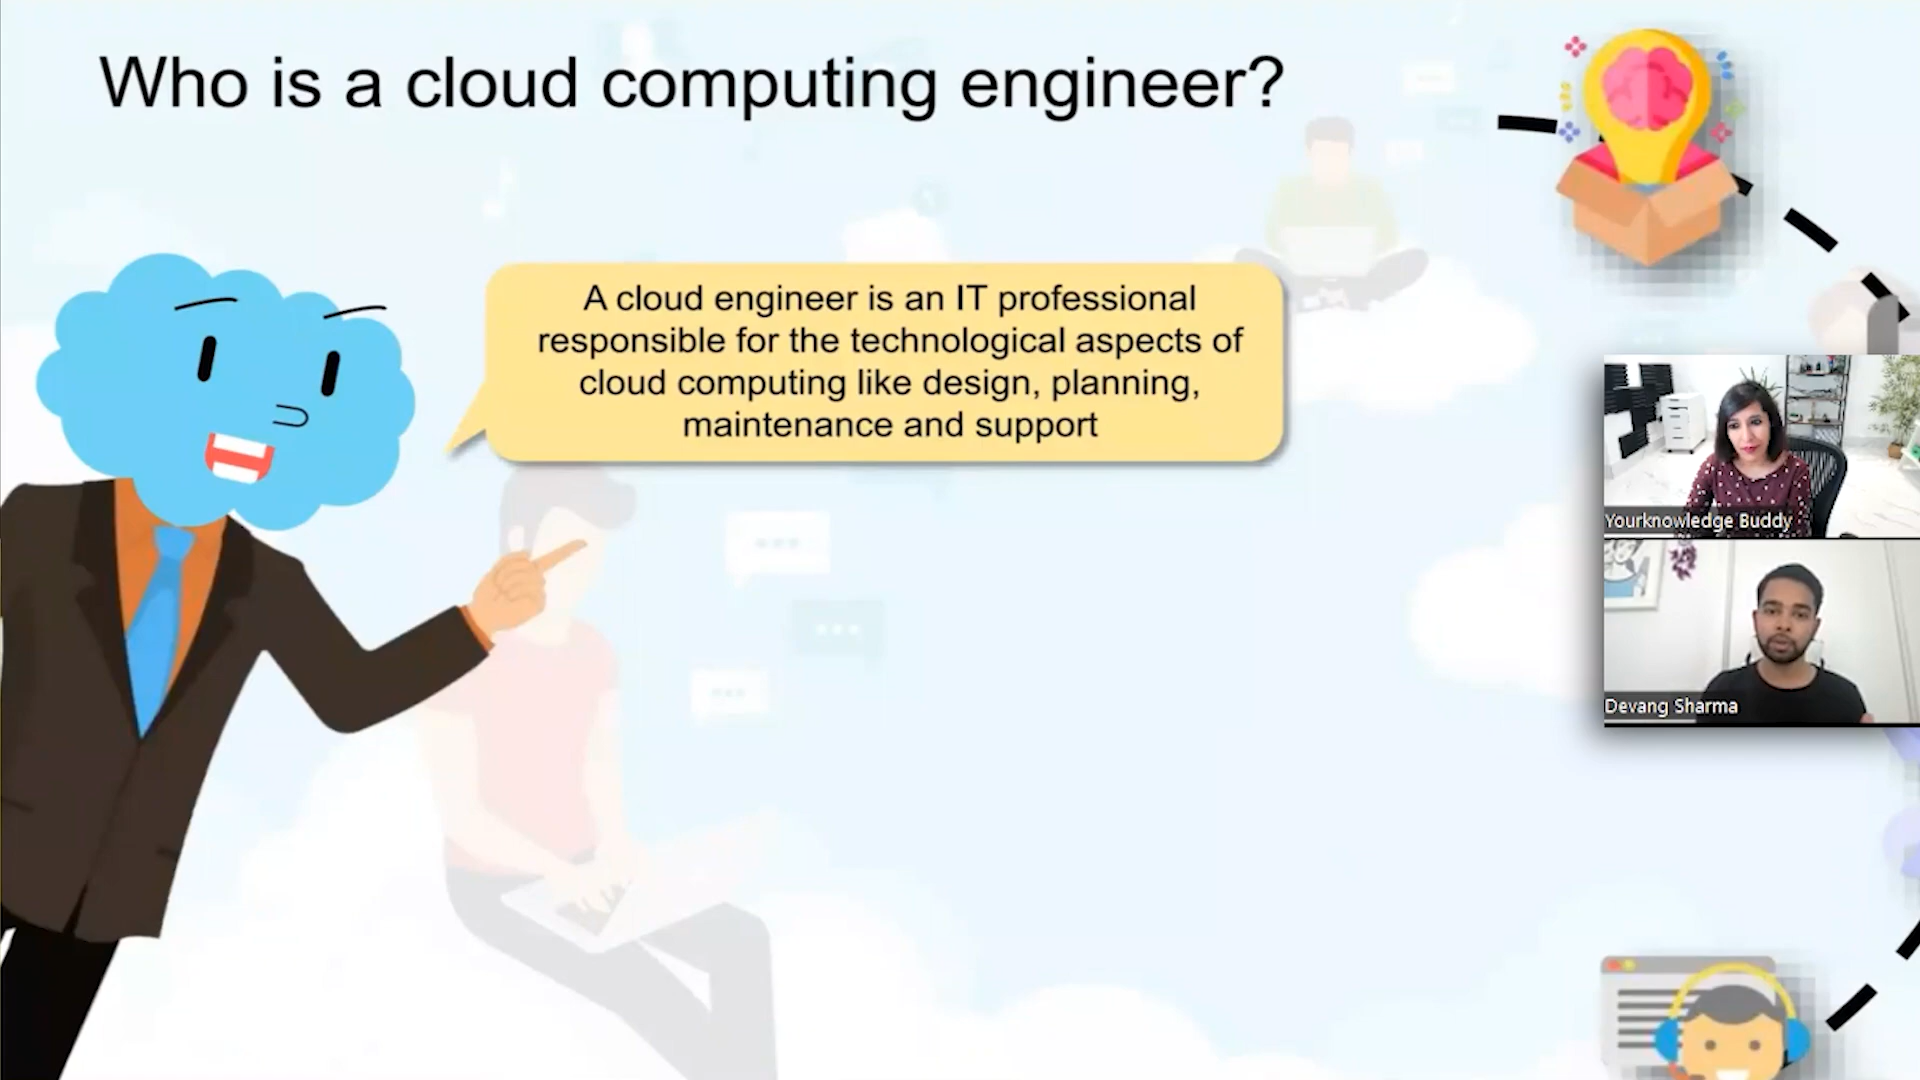 Who is a cloud computing engineer?
A cloud engineer is an IT professional
responsible for the technological aspects of
cloud computing like design, planning,
maintenance and support
Yourknowledge Buddy
Devang Sharma